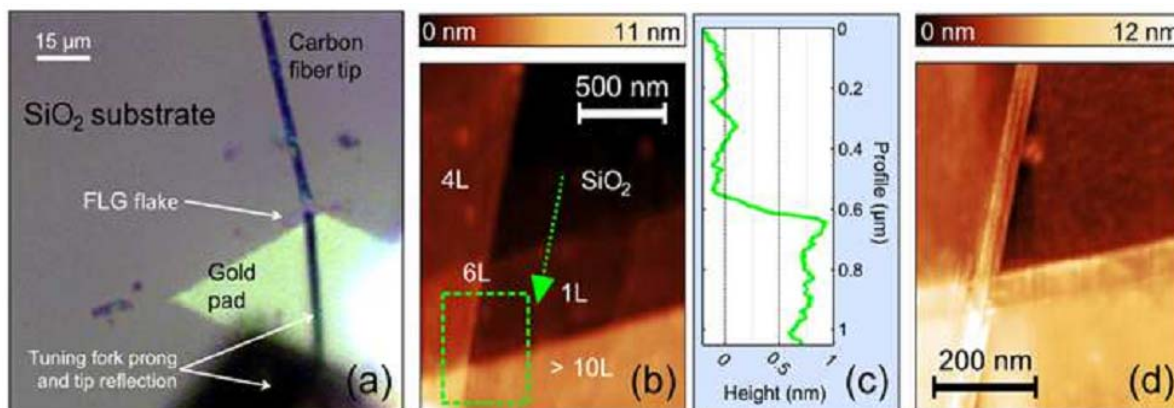 15 µm
Carbon
fiber tip
SiO₂ substrate
FLG flake
Gold
pad
Tuning fork prong
and tip reflection
(a)
0 nm 11 nm
500 nm
4L
SiO₂
6L
1L
> 10L
(b)
0
0.2
0.4
0.6
0.8
1
Profile (µm)
0 0.5 1
Height (nm)
(c)
0 nm 12 nm
200 nm
(d)